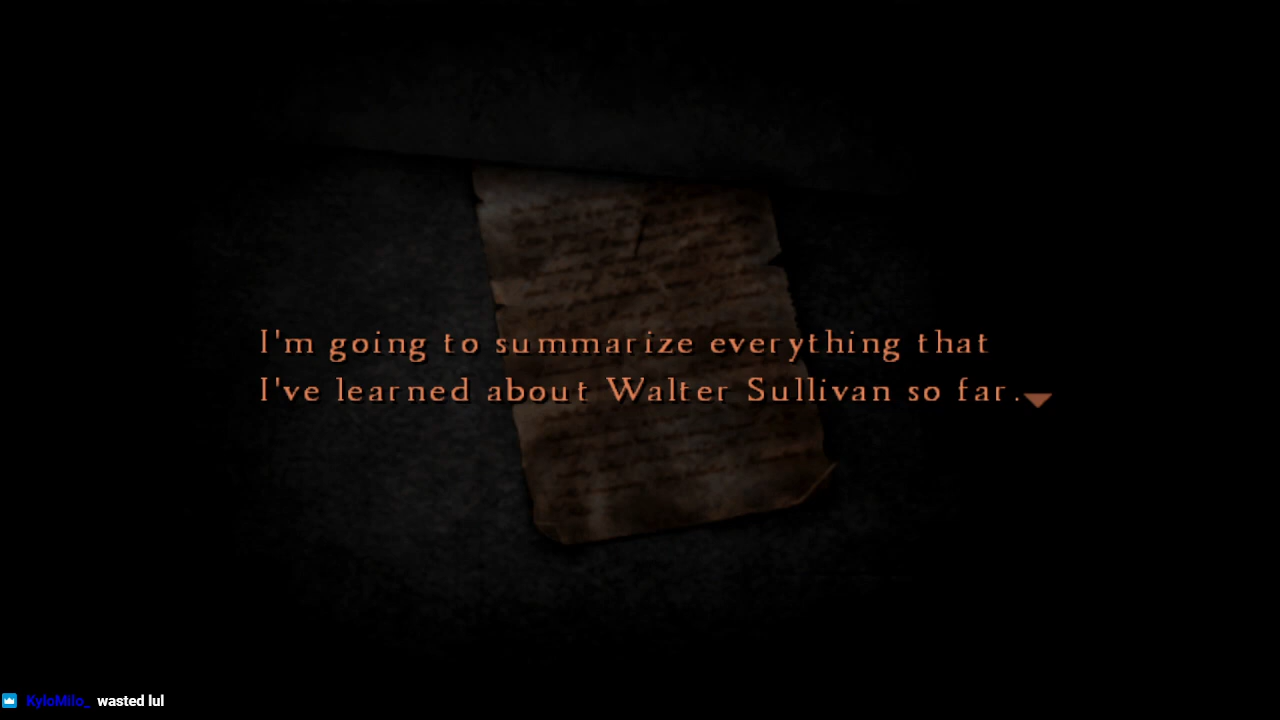 I'm going to summarize everything that
I've learned about Walter Sullivan so far.
KyloMilo_ wasted lul